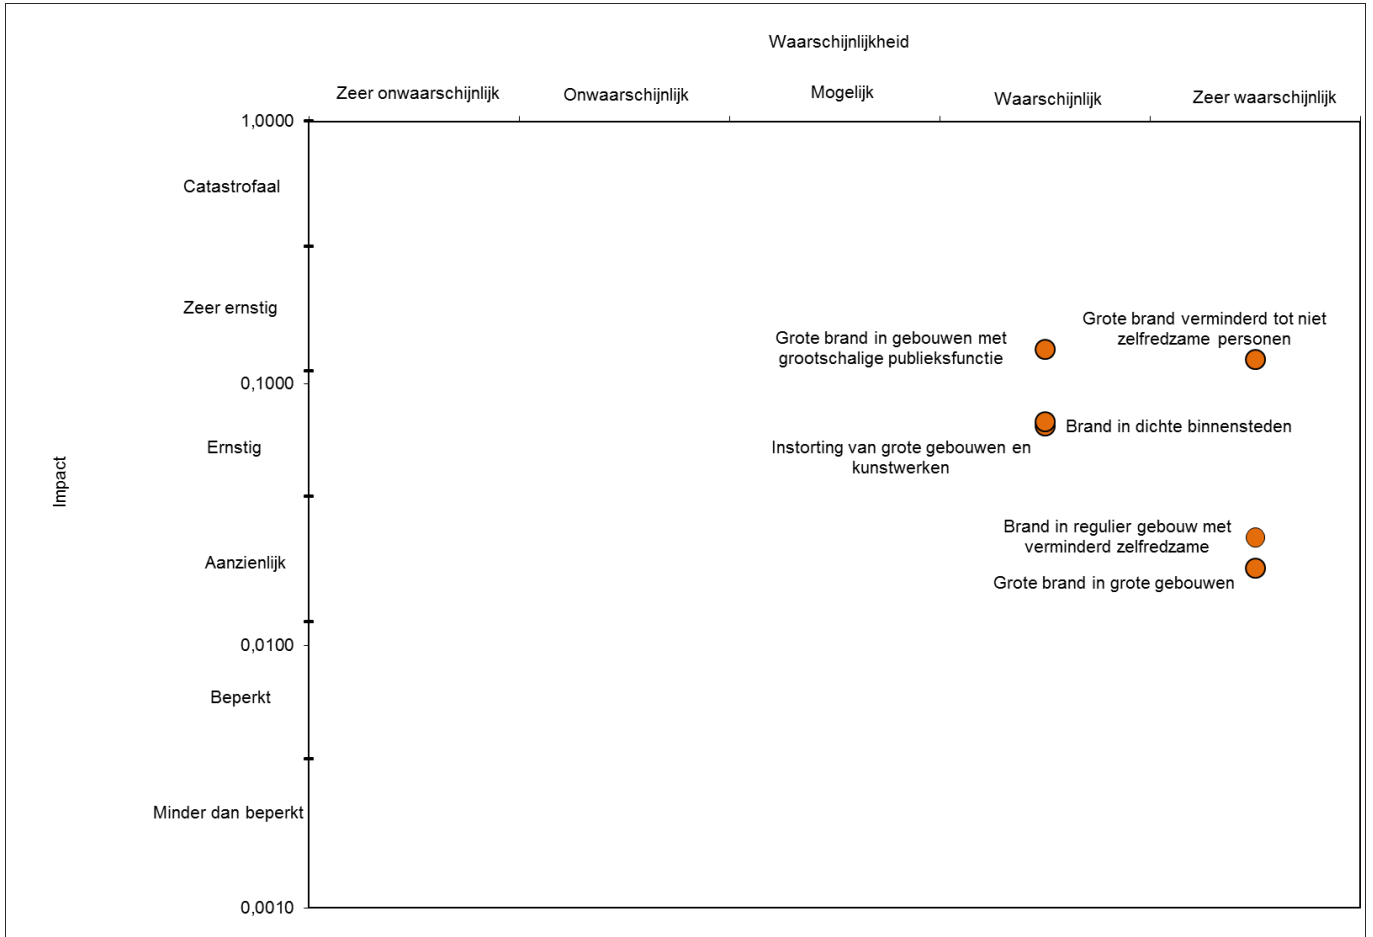 Waarschijnlijkheid
Zeer onwaarschijnlijk
Onwaarschijnlijk
Mogelijk
Waarschijnlijk
Zeer waarschijnlijk
1,0000
Catastrofaal
Zeer ernstig
Grote brand verminderd tot niet
zelfredzame personen
Grote brand in gebouwen met
grootschalige publieksfunctie
0,1000
Brand in dichte binnensteden
Ernstig
Instorting van grote gebouwen en
kunstwerken
Impact
Brand in regulier gebouw met
verminderd zelfredzame
Aanzienlijk
Grote brand in grote gebouwen
0,0100
Beperkt
Minder dan beperkt
0,0010